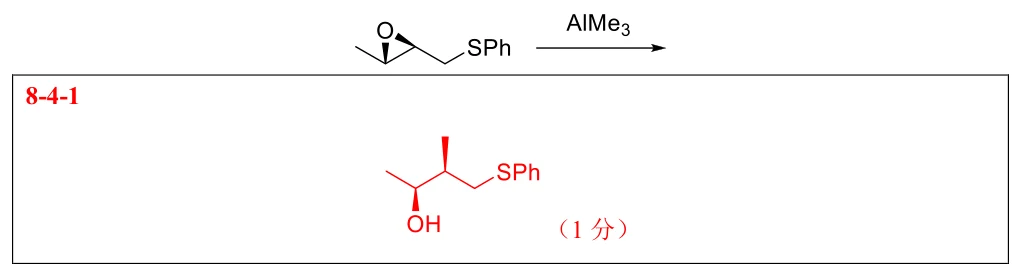 AlMe₃
O
SPh
8-4-1
SPh
OH
（1 分）